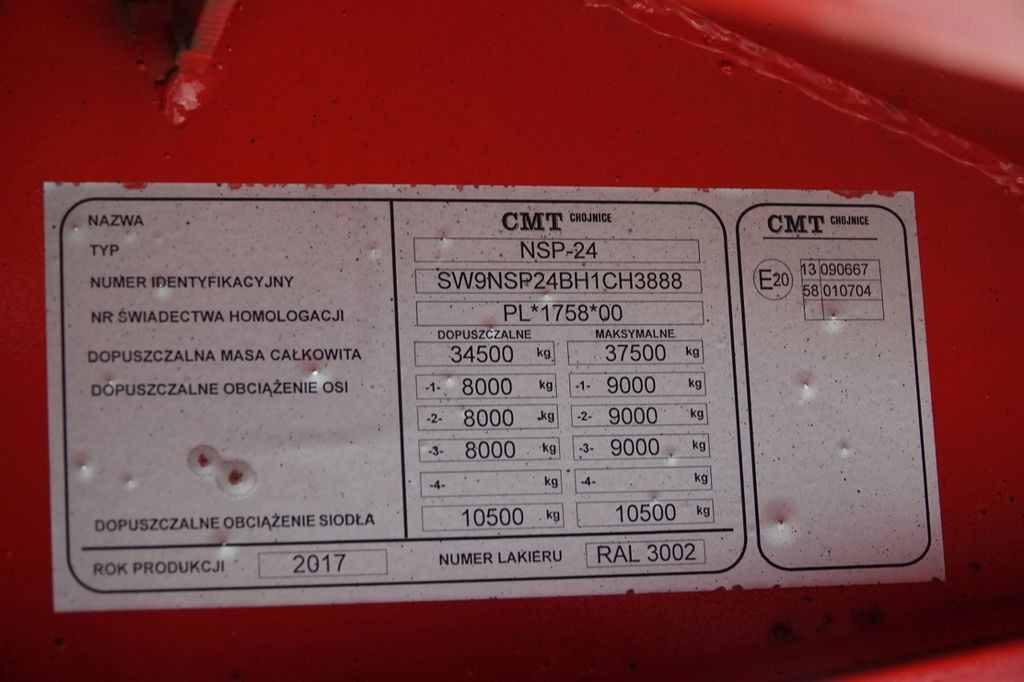 NAZWA CMT CHOJNICE
TYP NSP-24
NUMER IDENTYFIKACYJNY SW9NSP24BH1CH3888
NR ŚWIADECTWA HOMOLOGACJI PL*1758*00
DOPUSZCZALNE MAKSYMALNE
DOPUSZCZALNA MASA CAŁKOWITA 34500 kg 37500 kg
DOPUSZCZALNE OBCIĄŻENIE OSI -1- 8000 kg -1- 9000 kg
-2- 8000 kg -2- 9000 kg
-3- 8000 kg -3- 9000 kg
-4- kg -4- kg
DOPUSZCZALNE OBCIĄŻENIE SIODŁA 10500 kg 10500 kg
ROK PRODUKCJI 2017 NUMER LAKIERU RAL 3002
CMT CHOJNICE
E20 13 090667
58 010704